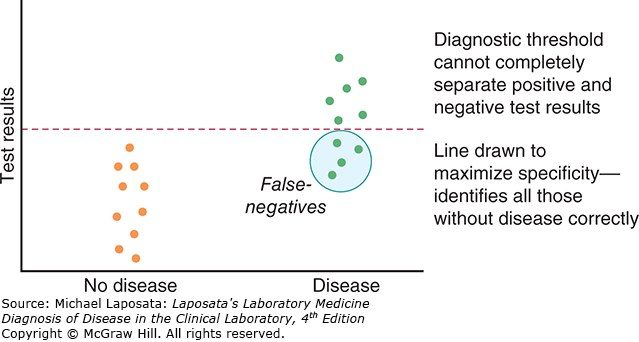 Diagnostic threshold
cannot completely
separate positive and
negative test results
Test results
Line drawn to
maximize specificity—
identifies all those
without disease correctly
False-
negatives
No disease
Disease
Source: Michael Laposata: Laposata's Laboratory Medicine
Diagnosis of Disease in the Clinical Laboratory, 4th Edition
Copyright © McGraw Hill. All rights reserved.